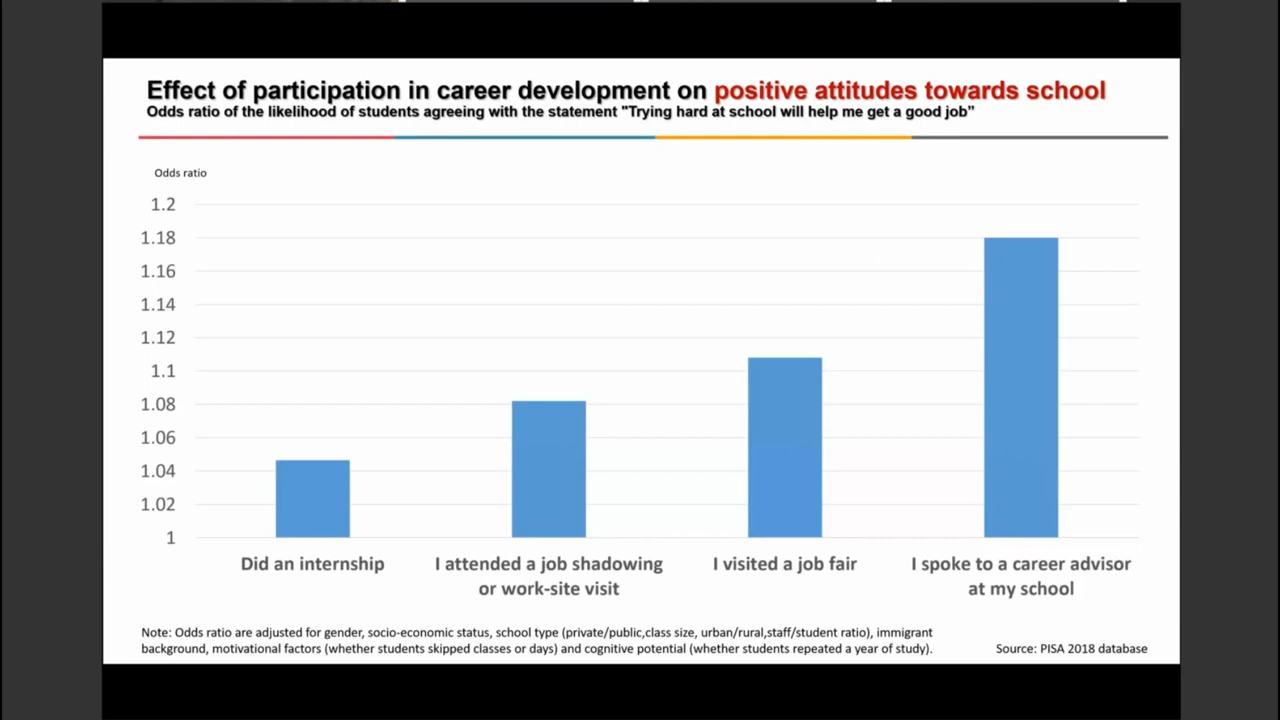 Effect of participation in career development on positive attitudes towards school
Odds ratio of the likelihood of students agreeing with the statement "Trying hard at school will help me get a good job”
Odds ratio
1.2
1.18
1.16
1.14
1.12
1.1
1.08
1.06
1.04
1.02
1
Did an internship
I attended a job shadowing
or work-site visit
I visited a job fair
I spoke to a career advisor
at my school
Note: Odds ratio are adjusted for gender, socio-economic status, school type (private/public,class size, urban/rural,staff/student ratio), immigrant
background, motivational factors (whether students skipped classes or days) and cognitive potential (whether students repeated a year of study).
Source: PISA 2018 database